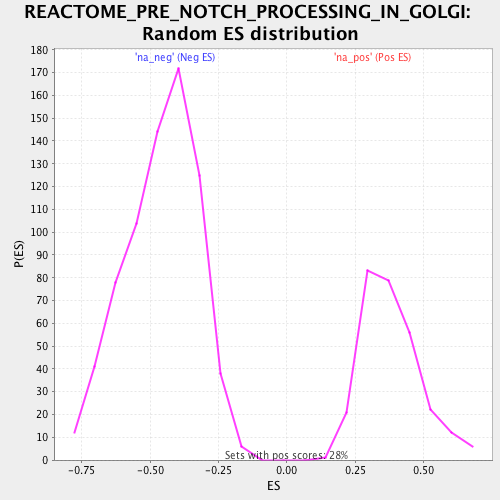 REACTOME_PRE_NOTCH_PROCESSING_IN_GOLGI:
Random ES distribution
'na_neg' (Neg ES)
'na_pos' (Pos ES)
180
170
160
150
140
130
120
110
100
90
80
70
60
50
40
30
20
10
0
P(ES)
Sets with pos scores: 28%
-0.75 -0.50 -0.25 0.00 0.25 0.50
ES